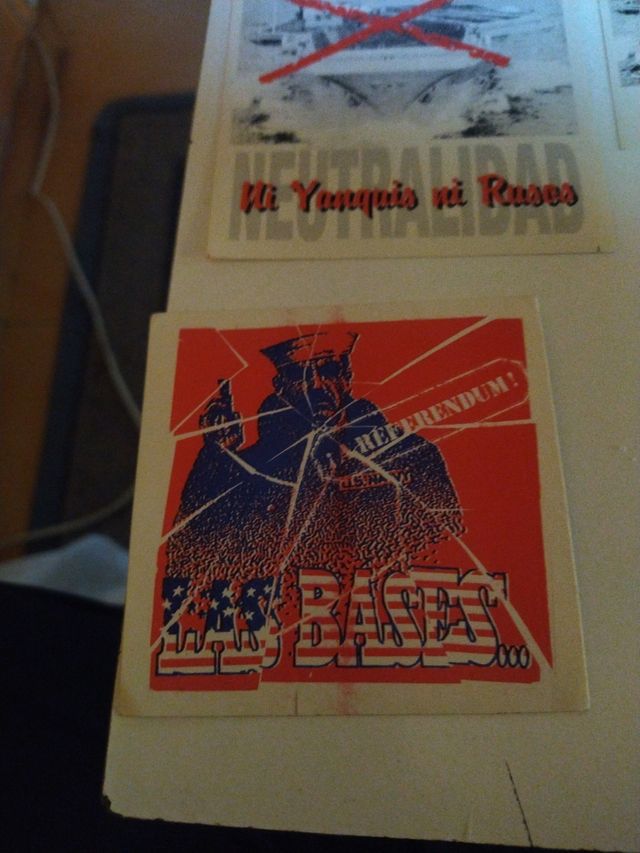 NEUTRALIDAD
Ni Yanquis ni Rusos
REFERENDUM!
LAS BASES...